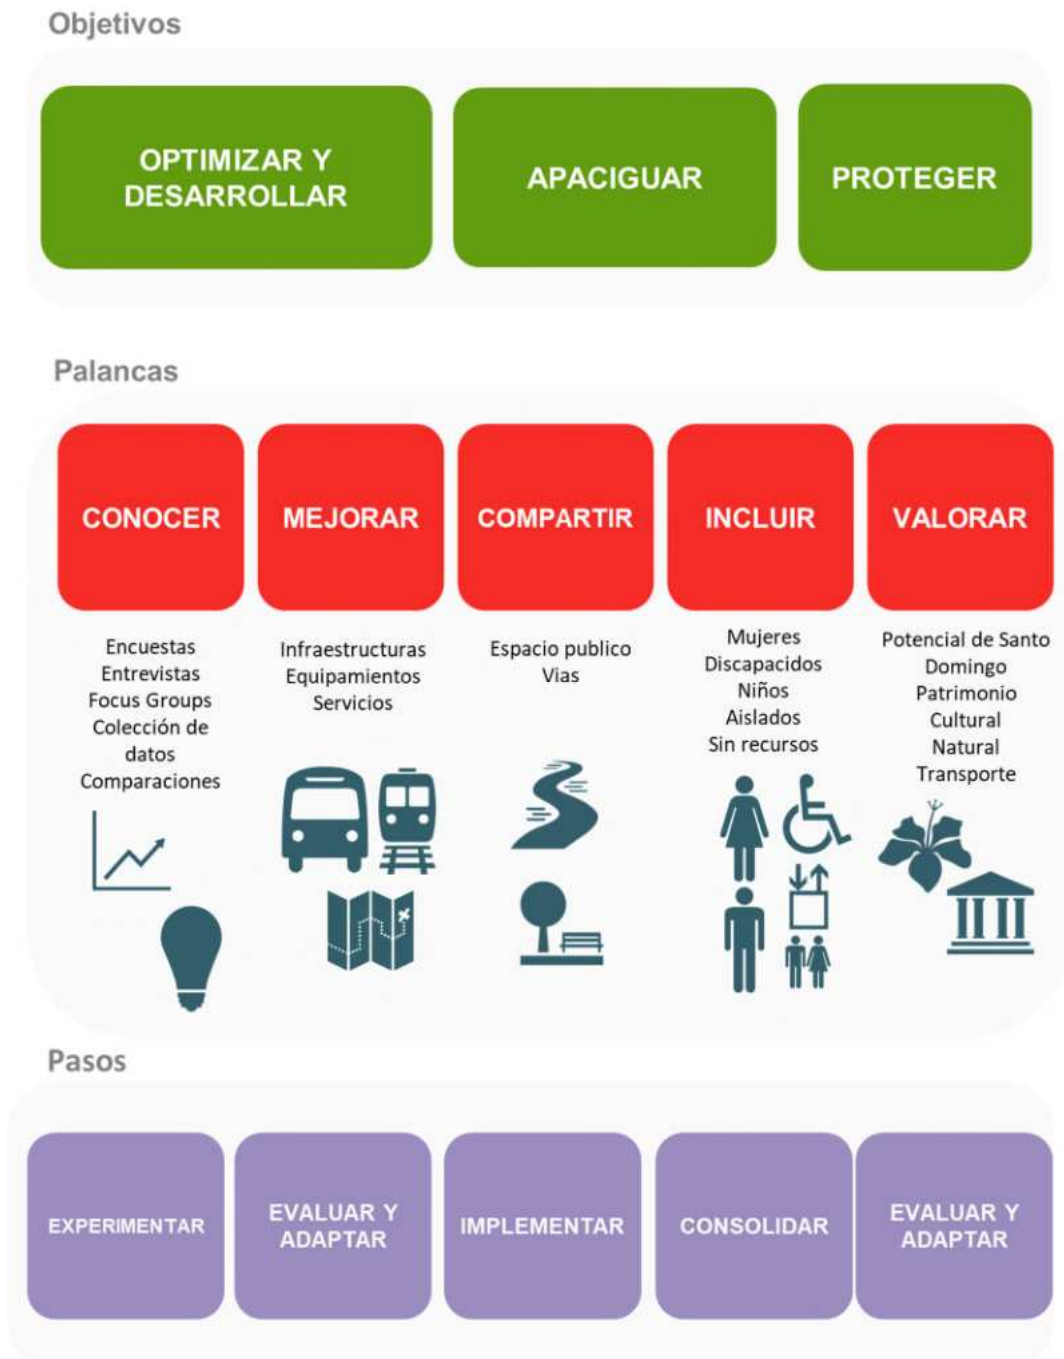 Objetivos
OPTIMIZAR Y
DESARROLLAR
APACIGUAR
PROTEGER
Palancas
CONOCER
MEJORAR
COMPARTIR
INCLUIR
VALORAR
Encuestas
Entrevistas
Focus Groups
Colección de
datos
Comparaciones
Infraestructuras
Equipamientos
Servicios
Espacio publico
Vias
Mujeres
Discapacidos
Niños
Aislados
Sin recursos
Potencial de Santo
Domingo
Patrimonio
Cultural
Natural
Transporte
Pasos
EXPERIMENTAR
EVALUAR Y
ADAPTAR
IMPLEMENTAR
CONSOLIDAR
EVALUAR Y
ADAPTAR